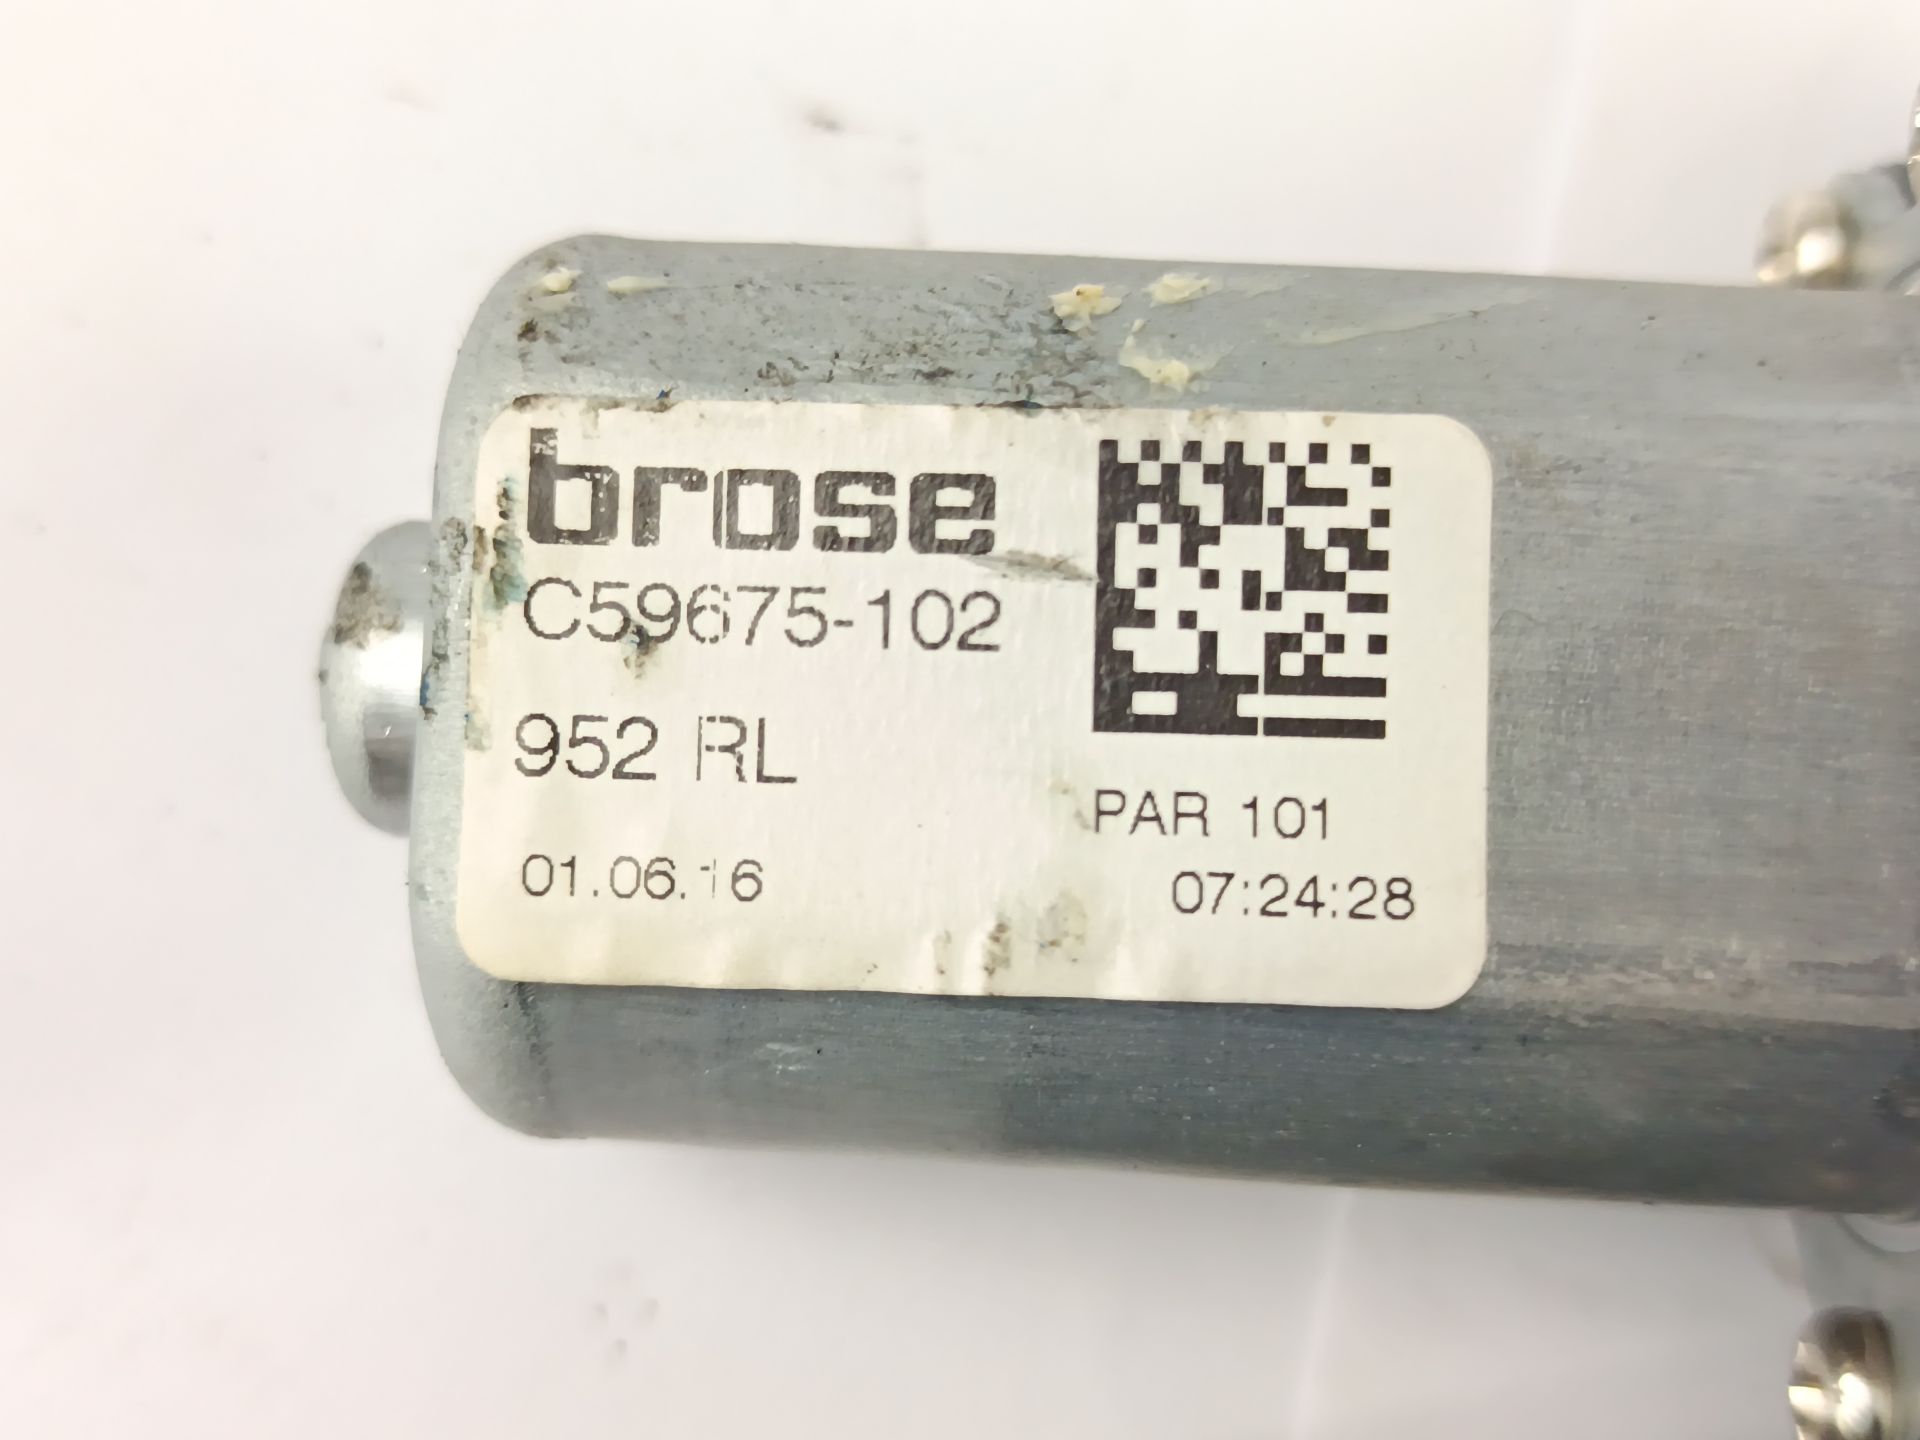 brose
C59675-102
952 RL
PAR 101
01.06.16
07:24:28